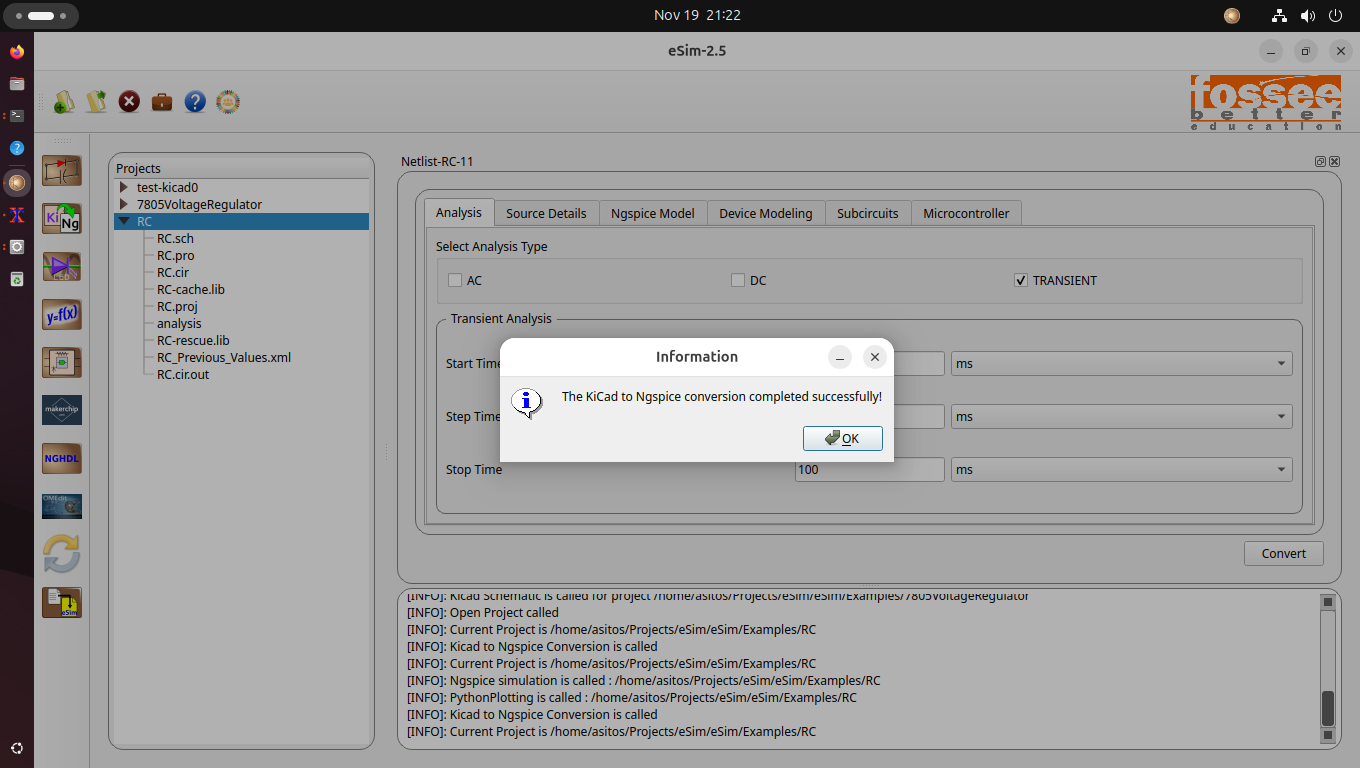 Nov 19 21:22
eSim-2.5
fossee
better
education
Projects
test-kicad0
7805VoltageRegulator
RC
RC.sch
RC.pro
RC.cir
RC-cache.lib
RC.proj
analysis
RC-rescue.lib
RC_Previous_Values.xml
RC.cir.out
Ki
Ng
y=f(x)
makerchip
NGHDL
OMEdit
eSim
Netlist-RC-11
Analysis
Source Details
Ngspice Model
Device Modeling
Subcircuits
Microcontroller
Select Analysis Type
AC
DC
TRANSIENT
Transient Analysis
Start Time
ms
Step Time
ms
Stop Time
100
ms
Information
The KiCad to Ngspice conversion completed successfully!
OK
Convert
[INFO]: Kicad Schematic is called for project /home/asitos/Projects/eSim/eSim/Examples/7805VoltageRegulator
[INFO]: Open Project called
[INFO]: Current Project is /home/asitos/Projects/eSim/eSim/Examples/RC
[INFO]: Kicad to Ngspice Conversion is called
[INFO]: Current Project is /home/asitos/Projects/eSim/eSim/Examples/RC
[INFO]: Ngspice simulation is called : /home/asitos/Projects/eSim/eSim/Examples/RC
[INFO]: PythonPlotting is called : /home/asitos/Projects/eSim/eSim/Examples/RC
[INFO]: Kicad to Ngspice Conversion is called
[INFO]: Current Project is /home/asitos/Projects/eSim/eSim/Examples/RC